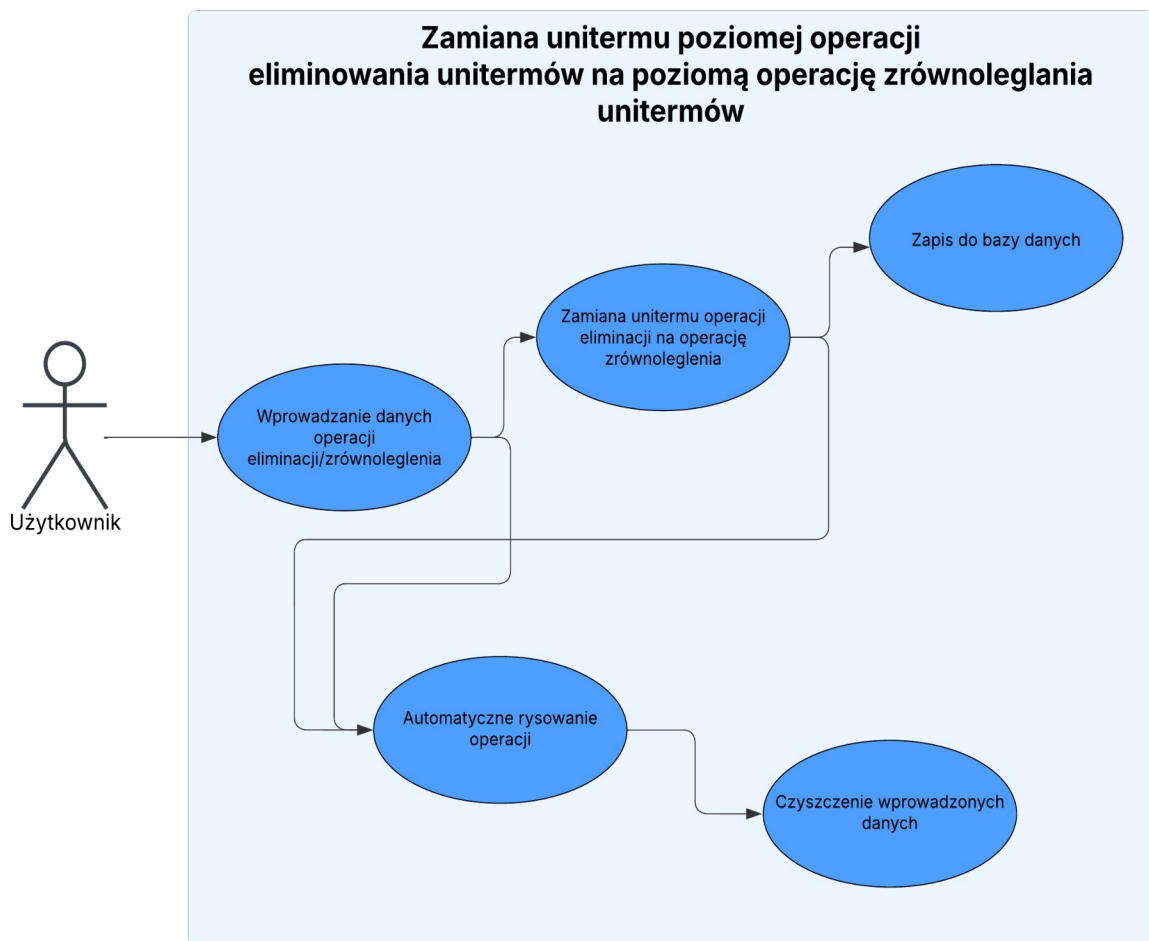 Zamiana unitermu poziomej operacji
eliminowania unitermów na poziomą operację zrównoleglania
unitermów
Zapis do bazy danych
Zamiana unitermu operacji
eliminacji na operację
zrównoleglenia
Wprowadzanie danych
operacji
eliminacji/zrównoleglenia
Użytkownik
Automatyczne rysowanie
operacji
Czyszczenie wprowadzonych
danych